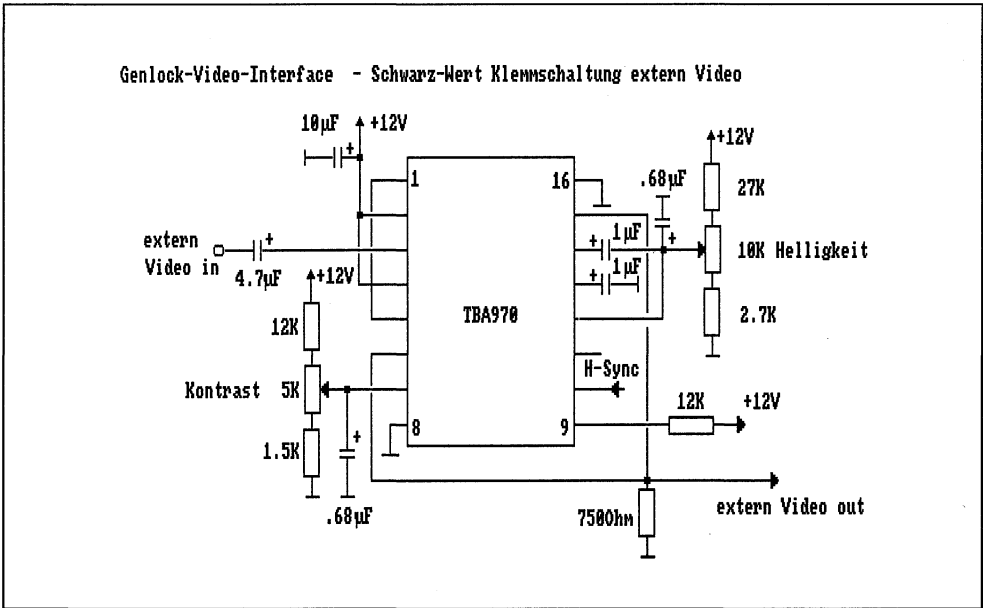 Genlock-Video-Interface - Schwarz-Wert Klemmschaltung extern Video
10µF
+
+12V
+12V
1
16
.68µF
27K
extern
Video in
+
4.7µF
+
1µF
+
10K Helligkeit
+
1µF
+12V
12K
TBA970
2.7K
H-Sync
Kontrast 5K
12K
+12V
+
8
9
1.5K
.68µF
750Ohm
extern Video out